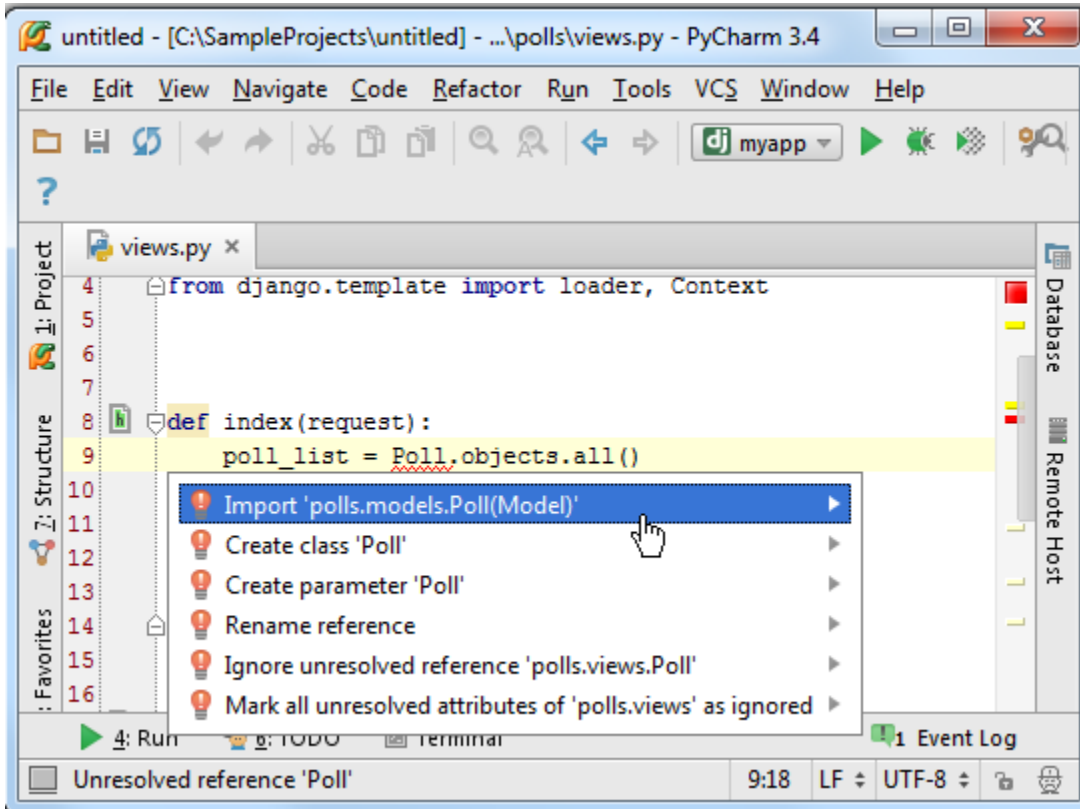 untitled - [C:\SampleProjects\untitled] - ...\polls\views.py - PyCharm 3.4
File Edit View Navigate Code Refactor Run Tools VCS Window Help
dj myapp
?
views.py ×
1: Project
7: Structure
: Favorites
4 from django.template import loader, Context
5
6
7
8 h def index(request):
9 poll_list = Poll.objects.all()
10
11
12
13
14
15
16
Import 'polls.models.Poll(Model)'
Create class 'Poll'
Create parameter 'Poll'
Rename reference
Ignore unresolved reference 'polls.views.Poll'
Mark all unresolved attributes of 'polls.views' as ignored
Database
Remote Host
4: Run 6: TODO Terminal 1 Event Log
Unresolved reference 'Poll' 9:18 LF UTF-8